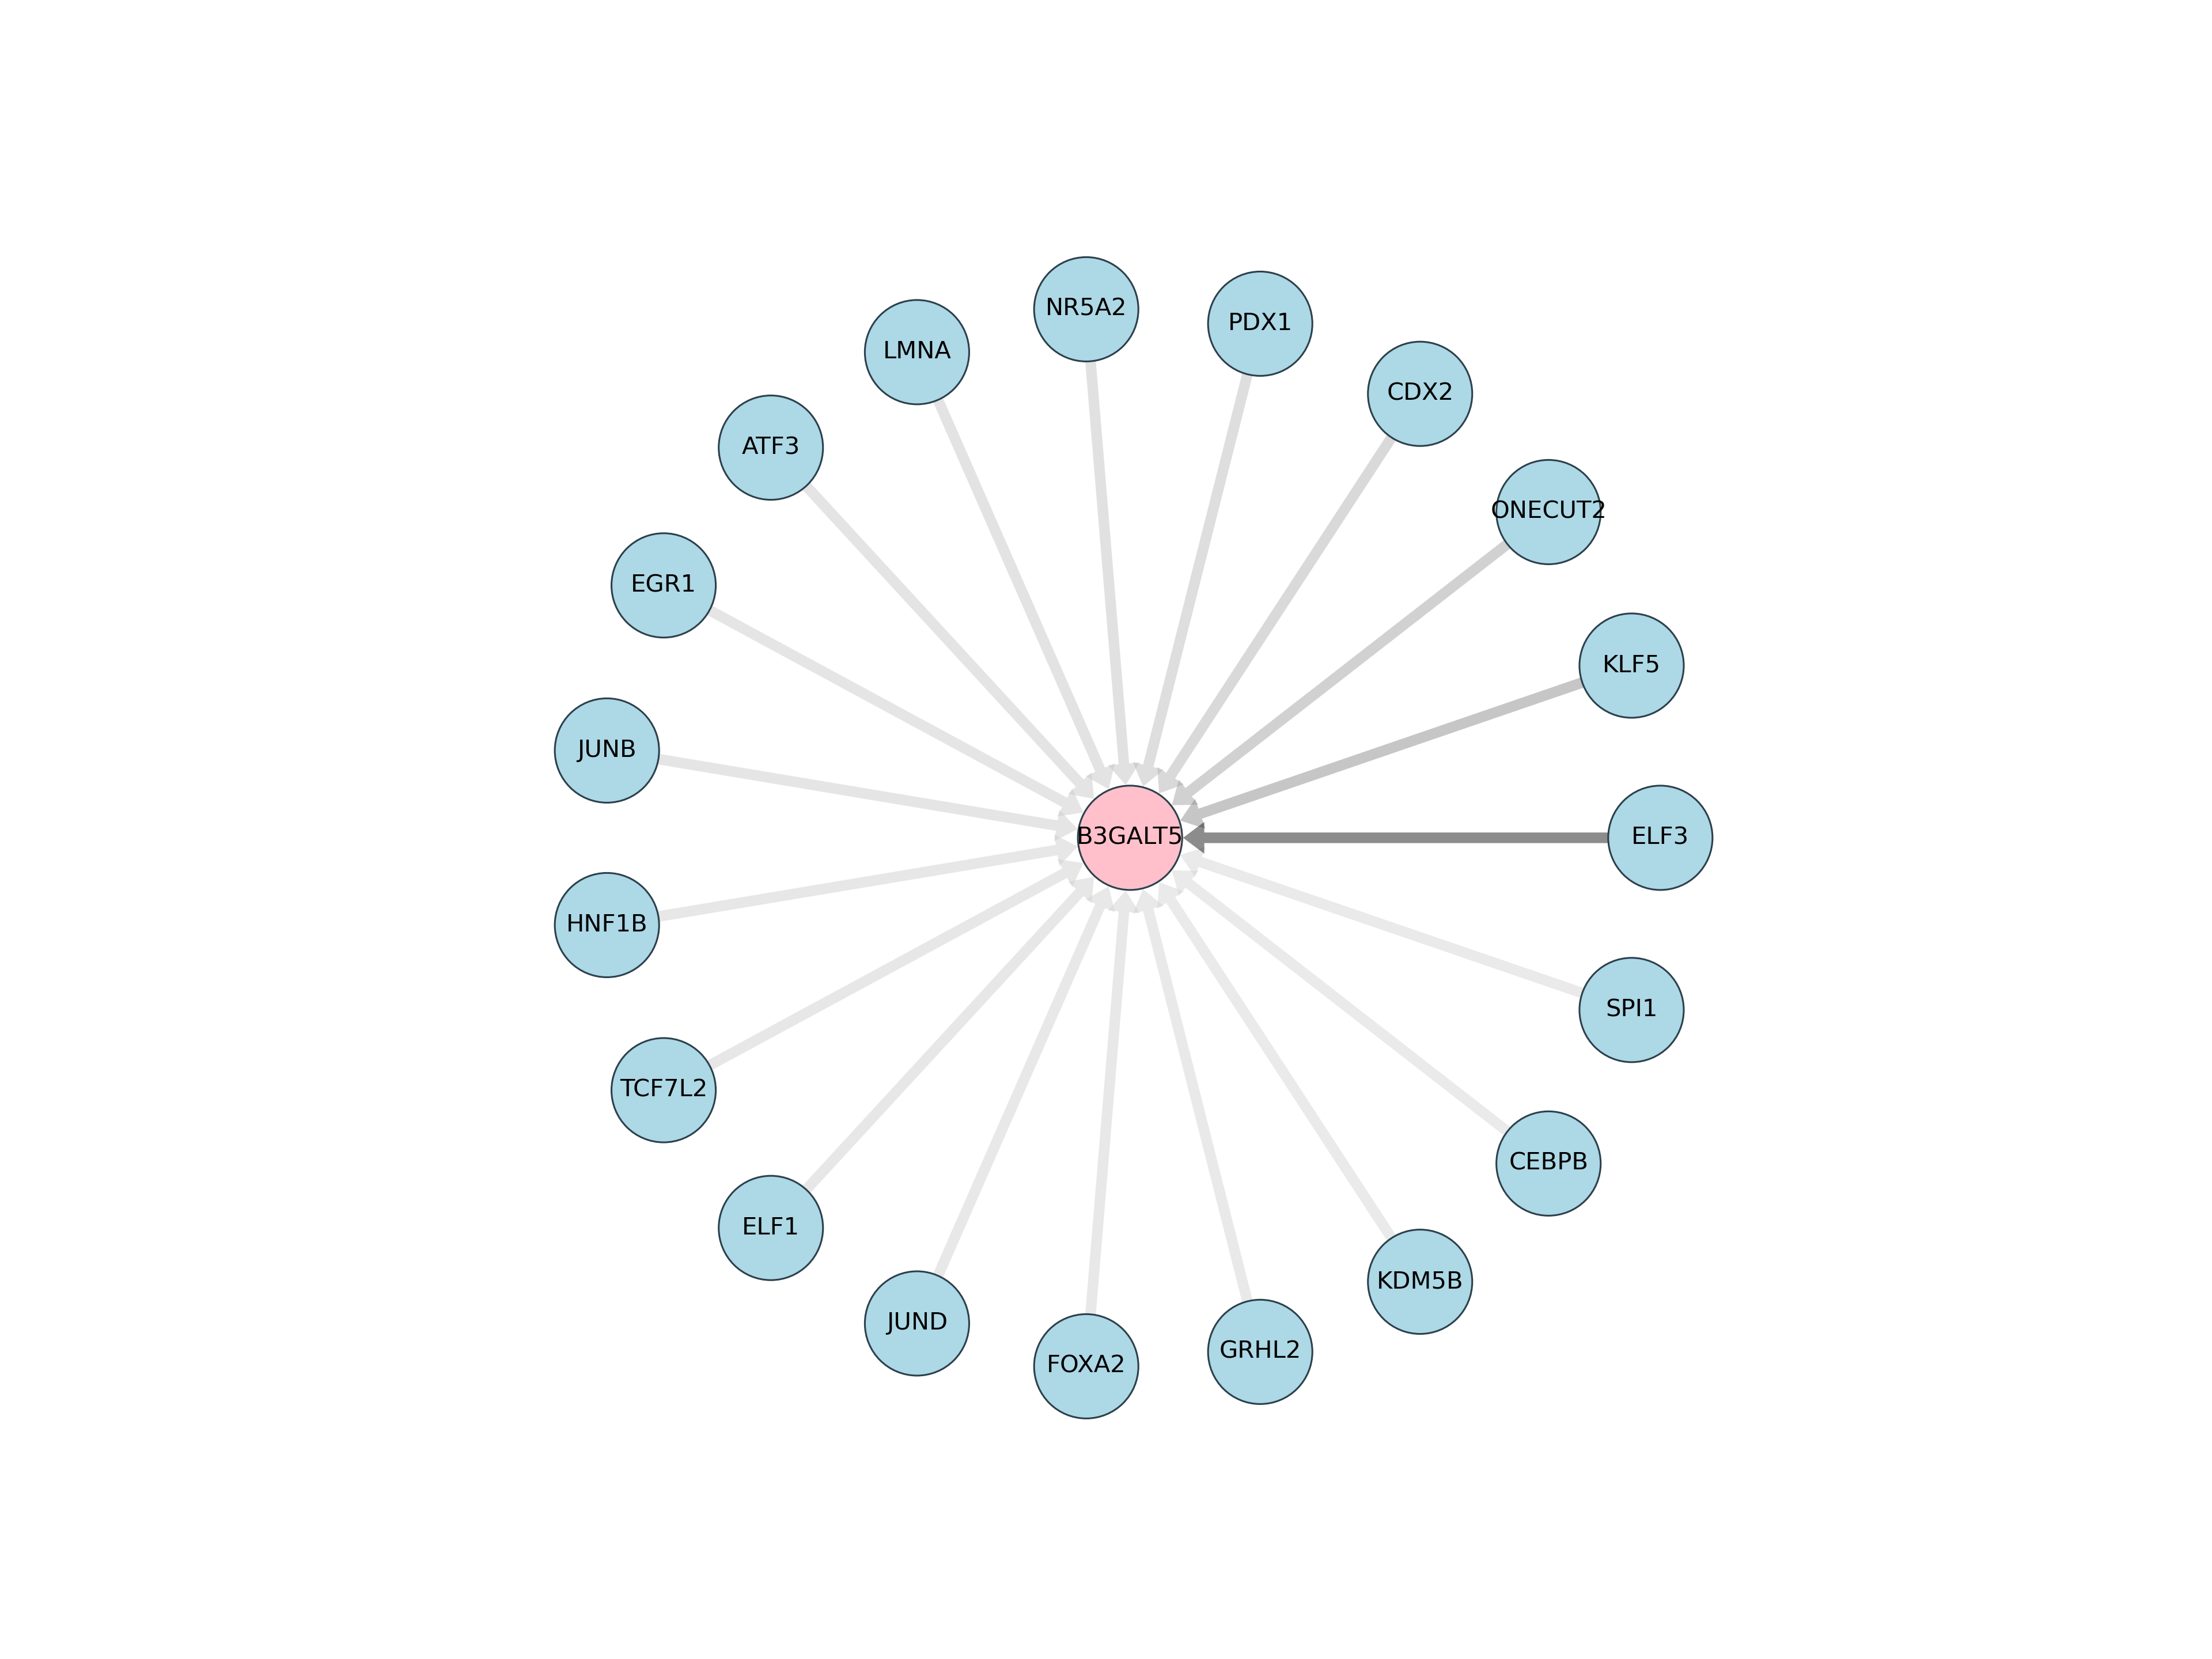 NR5A2
PDX1
LMNA
CDX2
ATF3
ONECUT2
EGR1
KLF5
JUNB
B3GALT5
ELF3
HNF1B
SPI1
TCF7L2
CEBPB
ELF1
KDM5B
JUND
GRHL2
FOXA2